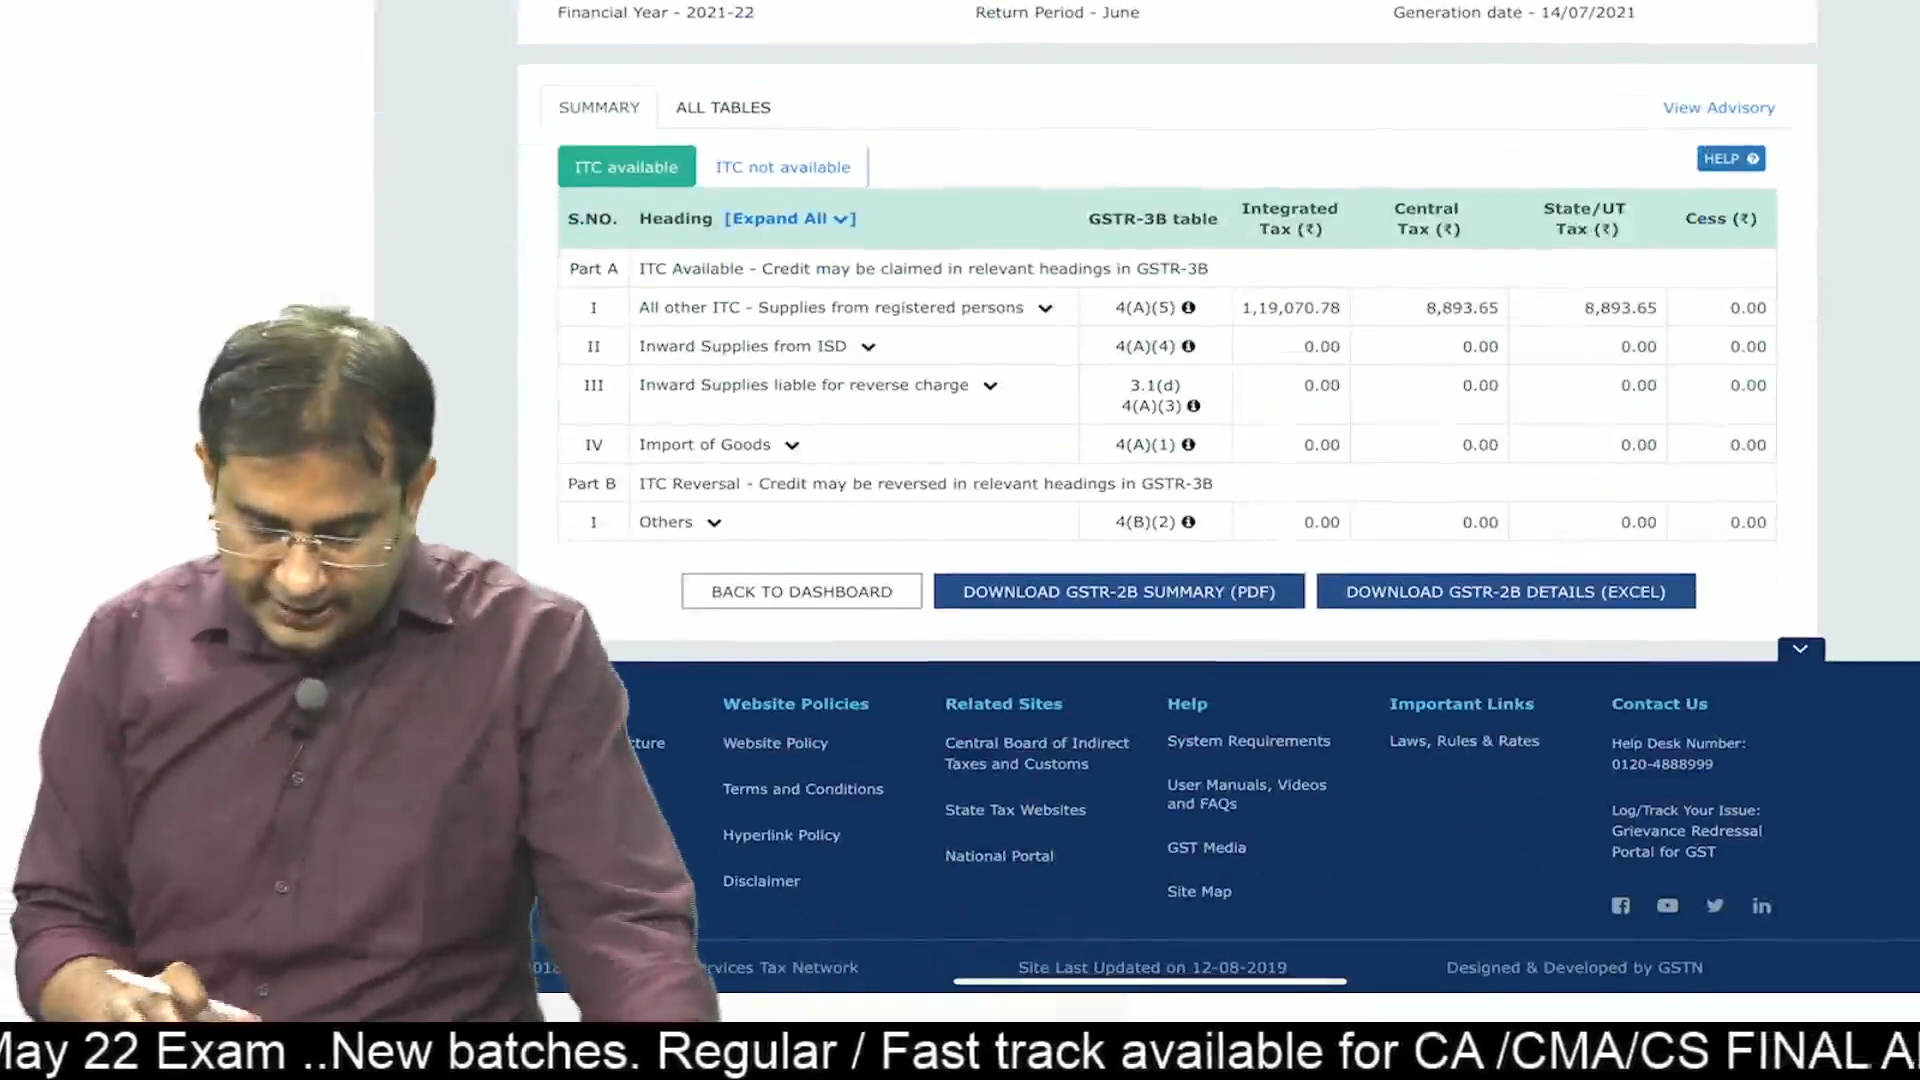 Financial Year - 2021-22 Return Period - June Generation date - 14/07/2021
SUMMARY ALL TABLES View Advisory
ITC available ITC not available HELP
S.NO. Heading [Expand All] GSTR-3B table Integrated Tax (₹) Central Tax (₹) State/UT Tax (₹) Cess (₹)
Part A ITC Available - Credit may be claimed in relevant headings in GSTR-3B
I All other ITC - Supplies from registered persons 4(A)(5) 1,19,070.78 8,893.65 8,893.65 0.00
II Inward Supplies from ISD 4(A)(4) 0.00 0.00 0.00 0.00
III Inward Supplies liable for reverse charge 3.1(d) 4(A)(3) 0.00 0.00 0.00 0.00
IV Import of Goods 4(A)(1) 0.00 0.00 0.00 0.00
Part B ITC Reversal - Credit may be reversed in relevant headings in GSTR-3B
I Others 4(B)(2) 0.00 0.00 0.00 0.00
BACK TO DASHBOARD DOWNLOAD GSTR-2B SUMMARY (PDF) DOWNLOAD GSTR-2B DETAILS (EXCEL)
Website Policies
Website Policy
Terms and Conditions
Hyperlink Policy
Disclaimer
Related Sites
Central Board of Indirect
Taxes and Customs
State Tax Websites
National Portal
Help
System Requirements
User Manuals, Videos
and FAQs
GST Media
Site Map
Important Links
Laws, Rules & Rates
Contact Us
Help Desk Number:
0120-4888999
Log/Track Your Issue:
Grievance Redressal
Portal for GST
Tax Network Site Last Updated on 12-08-2019 Designed & Developed by GSTN
May 22 Exam ..New batches. Regular / Fast track available for CA /CMA/CS FINAL